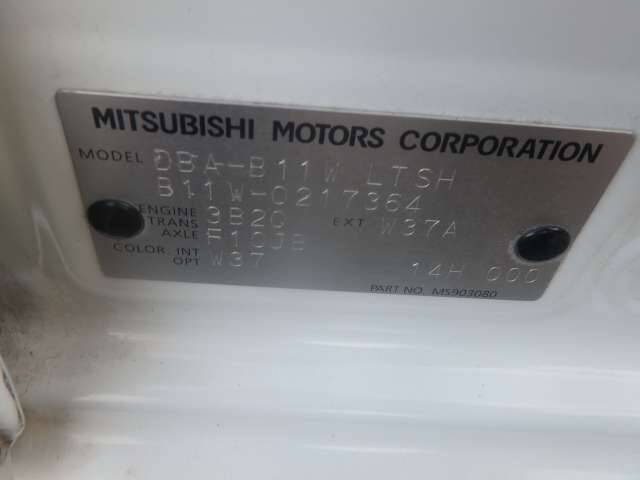 MITSUBISHI MOTORS CORPORATION
MODEL DBA-B11W LTSH
B11W-0217364
ENGINE 3B20 EXT W37A
TRANS
AXLE F1CJB
COLOR. INT W37
OPT 14H 000
PART NO. MS903080